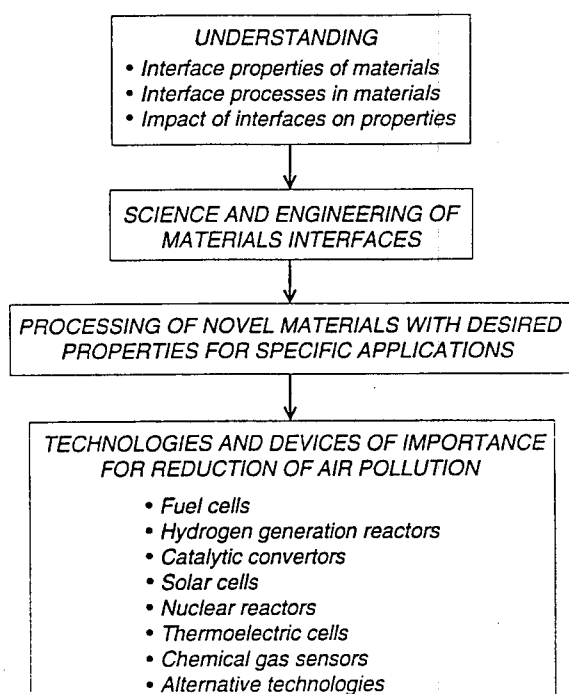 UNDERSTANDING
• Interface properties of materials
• Interface processes in materials
• Impact of interfaces on properties
SCIENCE AND ENGINEERING OF
MATERIALS INTERFACES
PROCESSING OF NOVEL MATERIALS WITH DESIRED
PROPERTIES FOR SPECIFIC APPLICATIONS
TECHNOLOGIES AND DEVICES OF IMPORTANCE
FOR REDUCTION OF AIR POLLUTION
• Fuel cells
• Hydrogen generation reactors
• Catalytic convertors
• Solar cells
• Nuclear reactors
• Thermoelectric cells
• Chemical gas sensors
• Alternative technologies